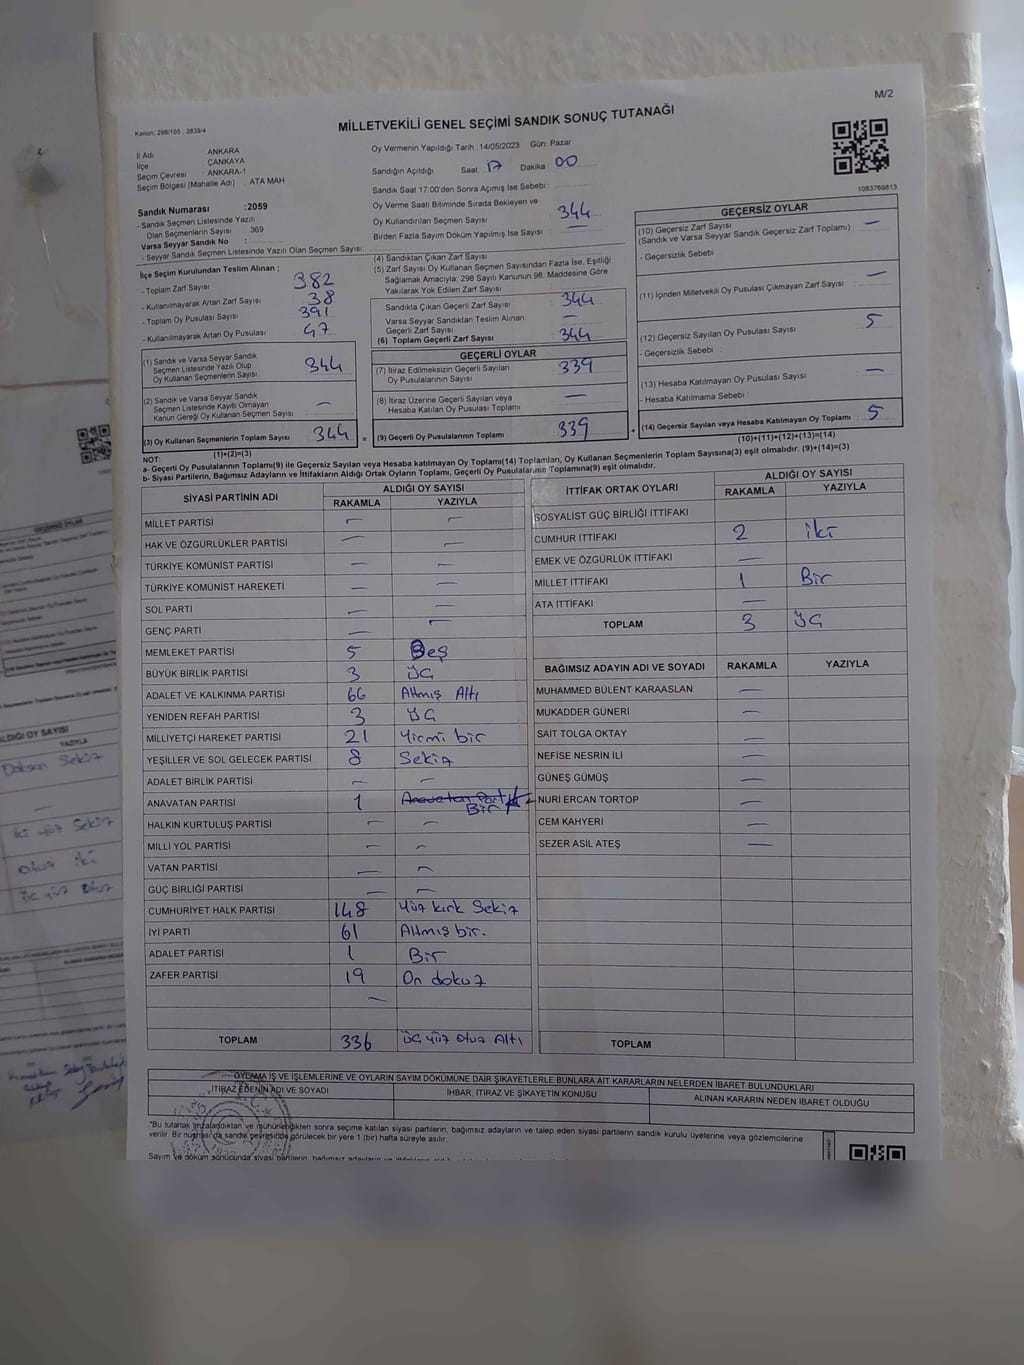 M/2
Kanun: 298/105 , 2839/4
MİLLETVEKİLİ GENEL SEÇİMİ SANDIK SONUÇ TUTANAĞI
İl Adı ANKARA
İlçe ÇANKAYA
Seçim Çevresi ANKARA-1
Seçim Bölgesi (Mahalle Adı) : ATA MAH
Sandık Numarası :2059
- Sandık Seçmen Listesinde Yazılı
Olan Seçmenlerin Sayısı : 369
Varsa Seyyar Sandık No :
- Seyyar Sandık Seçmen Listesinde Yazılı Olan Seçmen Sayısı:
Oy Vermenin Yapıldığı Tarih :14/05/2023 Gün: Pazar
Sandığın Açıldığı Saat: 17 Dakika: 00
Sandık Saat 17:00'den Sonra Açımış İse Sebebi:
Oy Verme Saati Bitiminde Sırada Bekleyen ve
Oy Kullandırılan Seçmen Sayısı 344
Birden Fazla Sayım Döküm Yapılmış İse Sayısı : —
1083769813
İlçe Seçim Kurulundan Teslim Alınan ;
- Toplam Zarf Sayısı 382
- Kullanılmayarak Artan Zarf Sayısı 38
- Toplam Oy Pusulası Sayısı 391
- Kullanılmayarak Artan Oy Pusulası 47
(1) Sandık ve Varsa Seyyar Sandık
Seçmen Listesinde Yazılı Olup
Oy Kullanan Seçmenlerin Sayısı 344
(2) Sandık ve Varsa Seyyar Sandık
Seçmen Listesinde Kayıtlı Olmayan
Kanun Gereği Oy Kullanan Seçmen Sayısı —
(3) Oy Kullanan Seçmenlerin Toplam Sayısı 344 =
(1)+(2)=(3)
(4) Sandıktan Çıkan Zarf Sayısı
(5) Zarf Sayısı Oy Kullanan Seçmen Sayısından Fazla İse, Eşitliği
Sağlamak Amacıyla; 298 Sayılı Kanunun 98. Maddesine Göre
Yakılarak Yok Edilen Zarf Sayısı
Sandıkta Çıkan Geçerli Zarf Sayısı 344
Varsa Seyyar Sandıktan Teslim Alınan
Geçerli Zarf Sayısı —
(6) Toplam Geçerli Zarf Sayısı 344
GEÇERLİ OYLAR
(7) İtiraz Edilmeksizin Geçerli Sayılan
Oy Pusulalarının Sayısı 339
(8) İtiraz Üzerine Geçerli Sayılan veya
Hesaba Katılan Oy Pusulası Toplamı —
(9) Geçerli Oy Pusulalarının Toplamı 339 +
GEÇERSİZ OYLAR
(10) Geçersiz Zarf Sayısı —
(Sandık ve Varsa Seyyar Sandık Geçersiz Zarf Toplamı)
- Geçersizlik Sebebi
(11) İçinden Milletvekili Oy Pusulası Çıkmayan Zarf Sayısı : —
(12) Geçersiz Sayılan Oy Pusulası Sayısı 5
- Geçersizlik Sebebi :
(13) Hesaba Katılmayan Oy Pusulası Sayısı —
- Hesaba Katılmama Sebebi :
(14) Geçersiz Sayılan veya Hesaba Katılmayan Oy Toplamı 5
(10)+(11)+(12)+(13)=(14)
NOT:
a- Geçerli Oy Pusulalarının Toplamı(9) ile Geçersiz Sayılan veya Hesaba katılmayan Oy Toplamı(14) Toplamları, Oy Kullanan Seçmenlerin Toplam Sayısına(3) eşit olmalıdır. (9)+(14)=(3)
b- Siyasi Partilerin, Bağımsız Adayların ve İttifakların Aldığı Ortak Oyların Toplamı, Geçerli Oy Pusulalarının Toplamına(9) eşit olmalıdır.
SİYASİ PARTİNİN ADI ALDIĞI OY SAYISI
RAKAMLA YAZIYLA
MİLLET PARTİSİ — —
HAK VE ÖZGÜRLÜKLER PARTİSİ — —
TÜRKİYE KOMÜNİST PARTİSİ — —
TÜRKİYE KOMÜNİST HAREKETİ — —
SOL PARTİ — —
GENÇ PARTİ — —
MEMLEKET PARTİSİ 5 Beş
BÜYÜK BİRLİK PARTİSİ 3 Üç
ADALET VE KALKINMA PARTİSİ 66 Altmış Altı
YENİDEN REFAH PARTİSİ 3 Üç
MİLLİYETÇİ HAREKET PARTİSİ 21 Yirmi bir
YEŞİLLER VE SOL GELECEK PARTİSİ 8 Sekiz
ADALET BİRLİK PARTİSİ — —
ANAVATAN PARTİSİ 1 Bir
HALKIN KURTULUŞ PARTİSİ — —
MİLLİ YOL PARTİSİ — —
VATAN PARTİSİ — —
GÜÇ BİRLİĞİ PARTİSİ — —
CUMHURİYET HALK PARTİSİ 148 Yüz kırk Sekiz
İYİ PARTİ 61 Altmış bir.
ADALET PARTİSİ 1 Bir
ZAFER PARTİSİ 19 On dokuz
—
TOPLAM 336 Üç yüz Otuz Altı
İTTİFAK ORTAK OYLARI ALDIĞI OY SAYISI
RAKAMLA YAZIYLA
SOSYALİST GÜÇ BİRLİĞİ İTTİFAKI
CUMHUR İTTİFAKI 2 iki
EMEK VE ÖZGÜRLÜK İTTİFAKI —
MİLLET İTTİFAKI 1 Bir
ATA İTTİFAKI —
TOPLAM 3 Üç
BAĞIMSIZ ADAYIN ADI VE SOYADI RAKAMLA YAZIYLA
MUHAMMED BÜLENT KARAASLAN —
MUKADDER GÜNERİ —
SAİT TOLGA OKTAY —
NEFİSE NESRİN İLİ —
GÜNEŞ GÜMÜŞ —
NURİ ERCAN TORTOP —
CEM KAHYERİ —
SEZER ASİL ATEŞ —
TOPLAM
OYLAMA İŞ VE İŞLEMLERİNE VE OYLARIN SAYIM DÖKÜMÜNE DAİR ŞİKAYETLERLE BUNLARA AİT KARARLARIN NELERDEN İBARET BULUNDUKLARI
İTİRAZ EDENİN ADI VE SOYADI İHBAR, İTİRAZ VE ŞİKAYETİN KONUSU ALINAN KARARIN NEDEN İBARET OLDUĞU
*Bu tutanak imzalandıktan ve mühürlendikten sonra seçime katılan siyasi partilerin, bağımsız adayların ve talep eden siyasi partilerin sandık kurulu üyelerine veya gözlemcilerine
verilir. Bir nüshası da sandık çevresinde görülecek bir yere 1 (bir) hafta süreyle asılır.
ALDIĞI OY SAYISI
YAZIYLA
Doksan Sekiz
—
İki yüz Sekiz
Otuz iki
Üç yüz Otuz